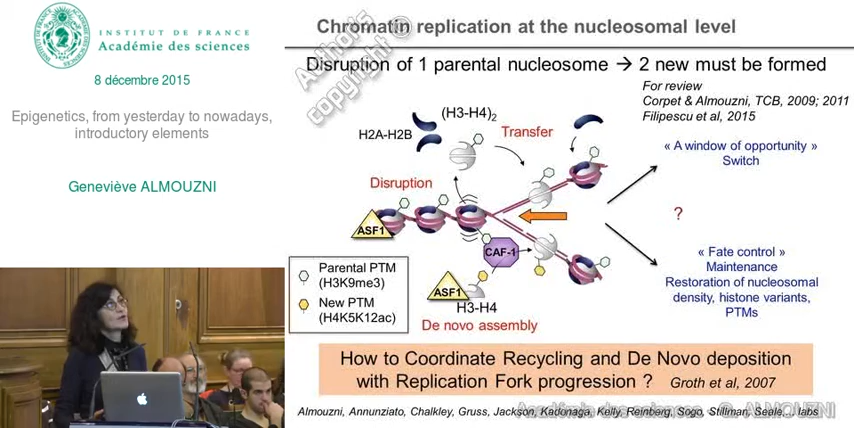 INSTITUT DE FRANCE
Académie des sciences
8 décembre 2015
Epigenetics, from yesterday to nowadays,
introductory elements
Geneviève ALMOUZNI
Chromatin replication at the nucleosomal level
Author's
copyright ©
Disruption of 1 parental nucleosome → 2 new must be formed
For review
Corpet & Almouzni, TCB, 2009; 2011
Filipescu et al, 2015
(H3-H4)2
H2A-H2B
Transfer
« A window of opportunity »
Switch
Disruption
?
ASF1
CAF-1
« Fate control »
Maintenance
Restoration of nucleosomal
density, histone variants,
PTMs
Parental PTM
(H3K9me3)
New PTM
(H4K5K12ac)
ASF1
H3-H4
De novo assembly
How to Coordinate Recycling and De Novo deposition
with Replication Fork progression ? Groth et al, 2007
Almouzni, Annunziato, Chalkley, Gruss, Jackson, Kadonaga, Kelly, Reinberg, Sogo, Stillman, Seale... labs
Académie des sciences - G. ALMOUZNI